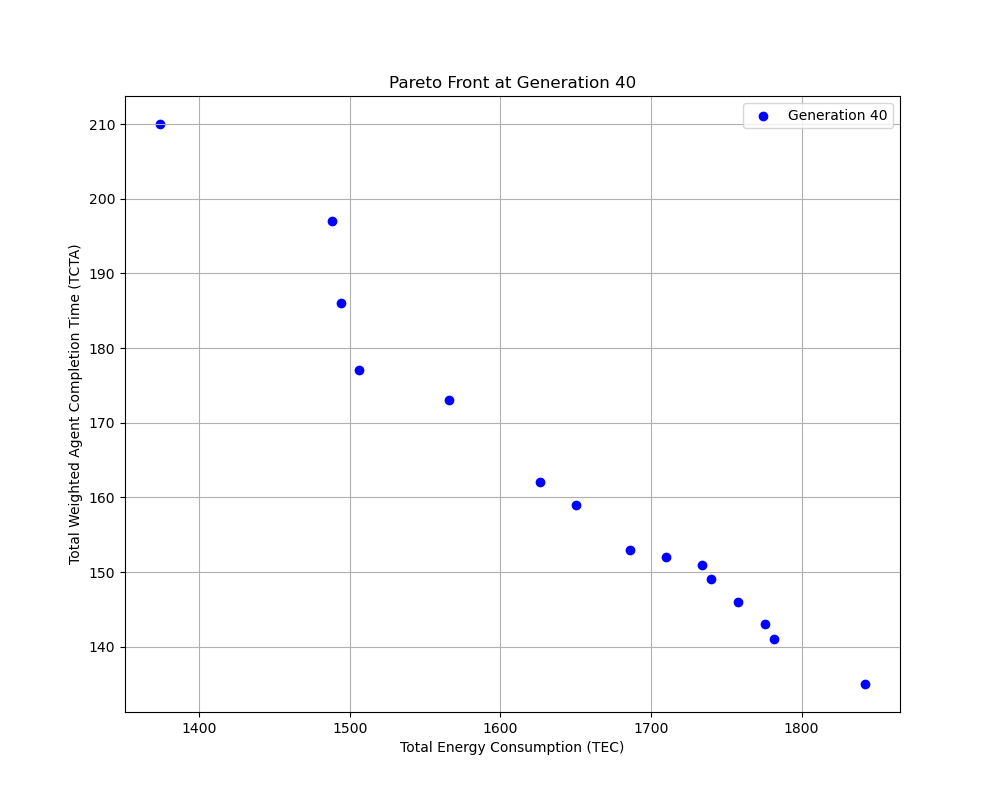 Pareto Front at Generation 40
Generation 40
210
200
190
180
170
160
150
140
Total Weighted Agent Completion Time (TCTA)
1400 1500 1600 1700 1800
Total Energy Consumption (TEC)